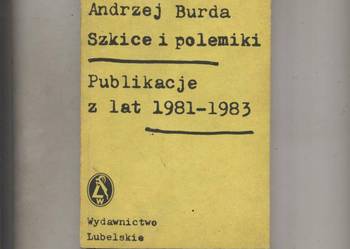 Andrzej Burda
Szkice i polemiki
Publikacje
z lat 1981-1983
Wydawnictwo
Lubelskie